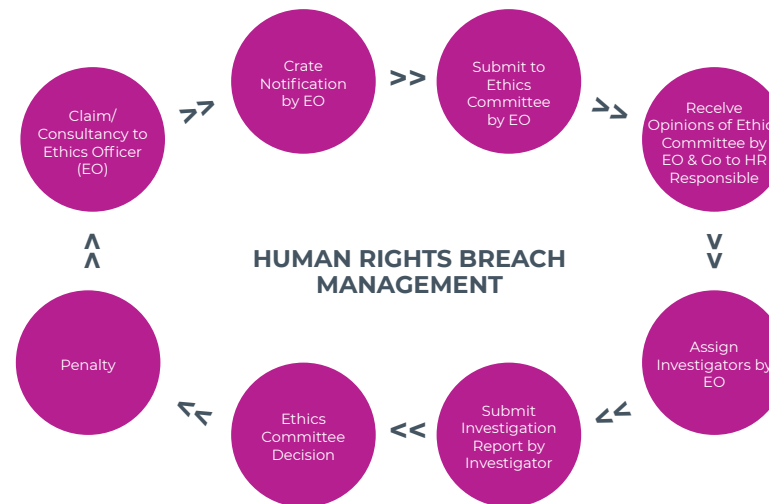 Claim/
Consultancy to
Ethics Officer
(EO)
>>
Crate
Notification
by EO
>>
Submit to
Ethics
Committee
by EO
>>
Receive
Opinions of Ethic
Committee by
EO & Go to HR
Responsible
>>
HUMAN RIGHTS BREACH
MANAGEMENT
Assign
Investigators by
EO
<<
Submit
Investigation
Report by
Investigator
<<
Ethics
Committee
Decision
<<
Penalty
>>